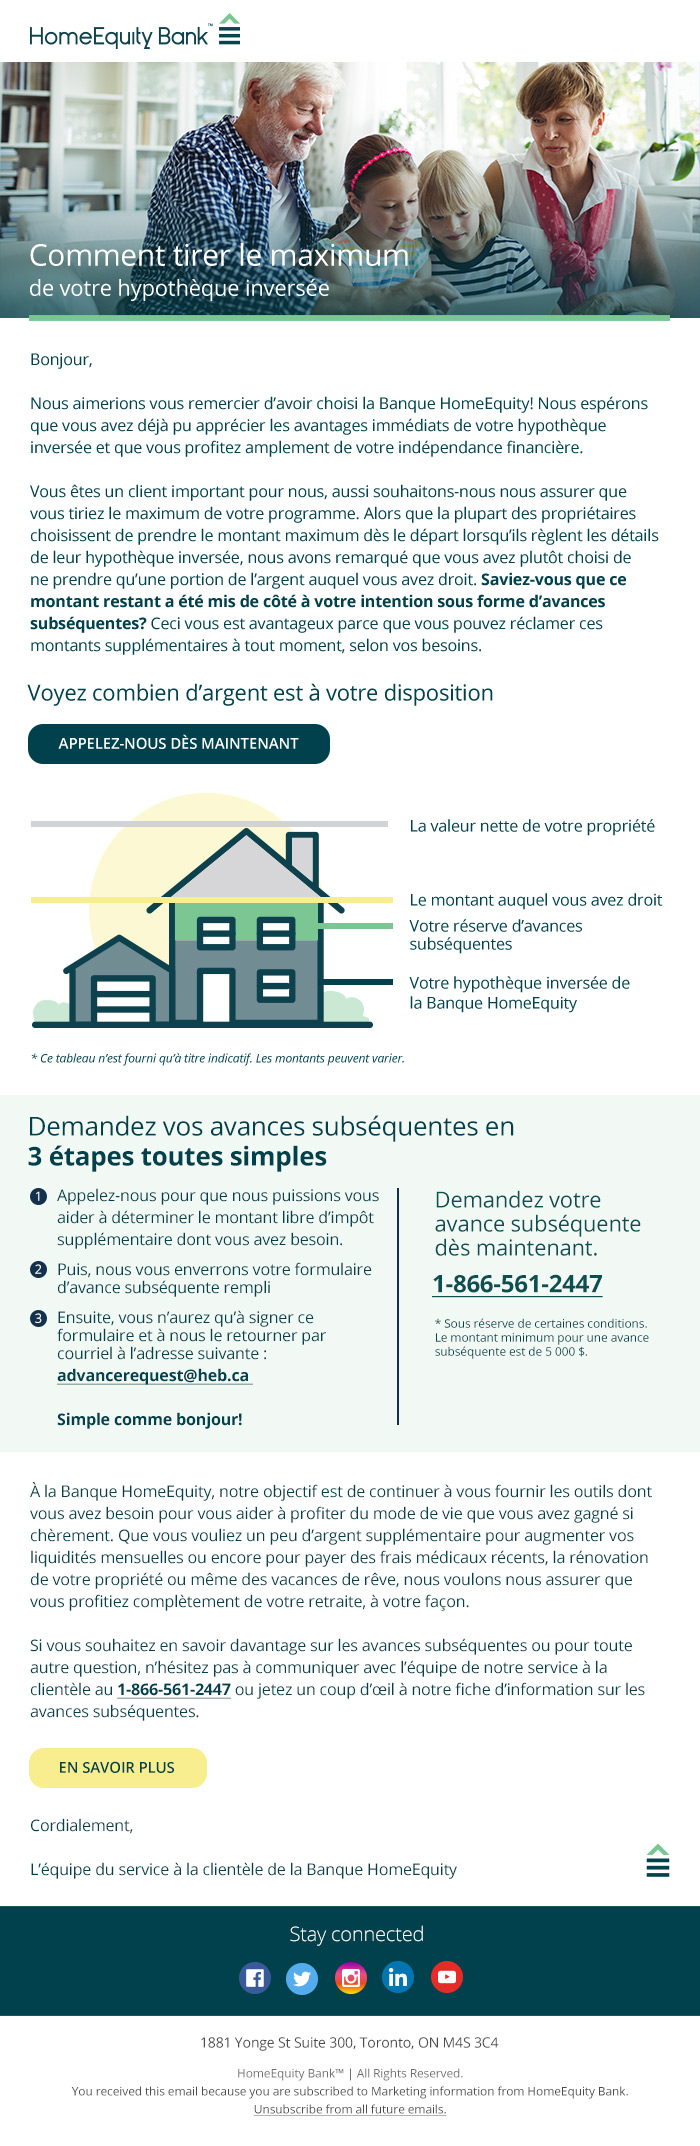 HomeEquity Bank™
Comment tirer le maximum
de votre hypothèque inversée
Bonjour,
Nous aimerions vous remercier d’avoir choisi la Banque HomeEquity! Nous espérons
que vous avez déjà pu apprécier les avantages immédiats de votre hypothèque
inversée et que vous profitez amplement de votre indépendance financière.
Vous êtes un client important pour nous, aussi souhaitons-nous nous assurer que
vous tiriez le maximum de votre programme. Alors que la plupart des propriétaires
choisissent de prendre le montant maximum dès le départ lorsqu’ils règlent les détails
de leur hypothèque inversée, nous avons remarqué que vous avez plutôt choisi de
ne prendre qu’une portion de l’argent auquel vous avez droit. Saviez-vous que ce
montant restant a été mis de côté à votre intention sous forme d’avances
subséquentes? Ceci vous est avantageux parce que vous pouvez réclamer ces
montants supplémentaires à tout moment, selon vos besoins.
Voyez combien d’argent est à votre disposition
APPELEZ-NOUS DÈS MAINTENANT
La valeur nette de votre propriété
Le montant auquel vous avez droit
Votre réserve d’avances
subséquentes
Votre hypothèque inversée de
la Banque HomeEquity
* Ce tableau n’est fourni qu’à titre indicatif. Les montants peuvent varier.
Demandez vos avances subséquentes en
3 étapes toutes simples
1 Appelez-nous pour que nous puissions vous
aider à déterminer le montant libre d’impôt
supplémentaire dont vous avez besoin.
2 Puis, nous vous enverrons votre formulaire
d’avance subséquente rempli
3 Ensuite, vous n’aurez qu’à signer ce
formulaire et à nous le retourner par
courriel à l’adresse suivante :
advancerequest@heb.ca
Simple comme bonjour!
Demandez votre
avance subséquente
dès maintenant.
1-866-561-2447
* Sous réserve de certaines conditions.
Le montant minimum pour une avance
subséquente est de 5 000 $.
À la Banque HomeEquity, notre objectif est de continuer à vous fournir les outils dont
vous avez besoin pour vous aider à profiter du mode de vie que vous avez gagné si
chèrement. Que vous vouliez un peu d’argent supplémentaire pour augmenter vos
liquidités mensuelles ou encore pour payer des frais médicaux récents, la rénovation
de votre propriété ou même des vacances de rêve, nous voulons nous assurer que
vous profitiez complètement de votre retraite, à votre façon.
Si vous souhaitez en savoir davantage sur les avances subséquentes ou pour toute
autre question, n’hésitez pas à communiquer avec l’équipe de notre service à la
clientèle au 1-866-561-2447 ou jetez un coup d’œil à notre fiche d’information sur les
avances subséquentes.
EN SAVOIR PLUS
Cordialement,
L’équipe du service à la clientèle de la Banque HomeEquity
Stay connected
1881 Yonge St Suite 300, Toronto, ON M4S 3C4
HomeEquity Bank™ | All Rights Reserved.
You received this email because you are subscribed to Marketing information from HomeEquity Bank.
Unsubscribe from all future emails.